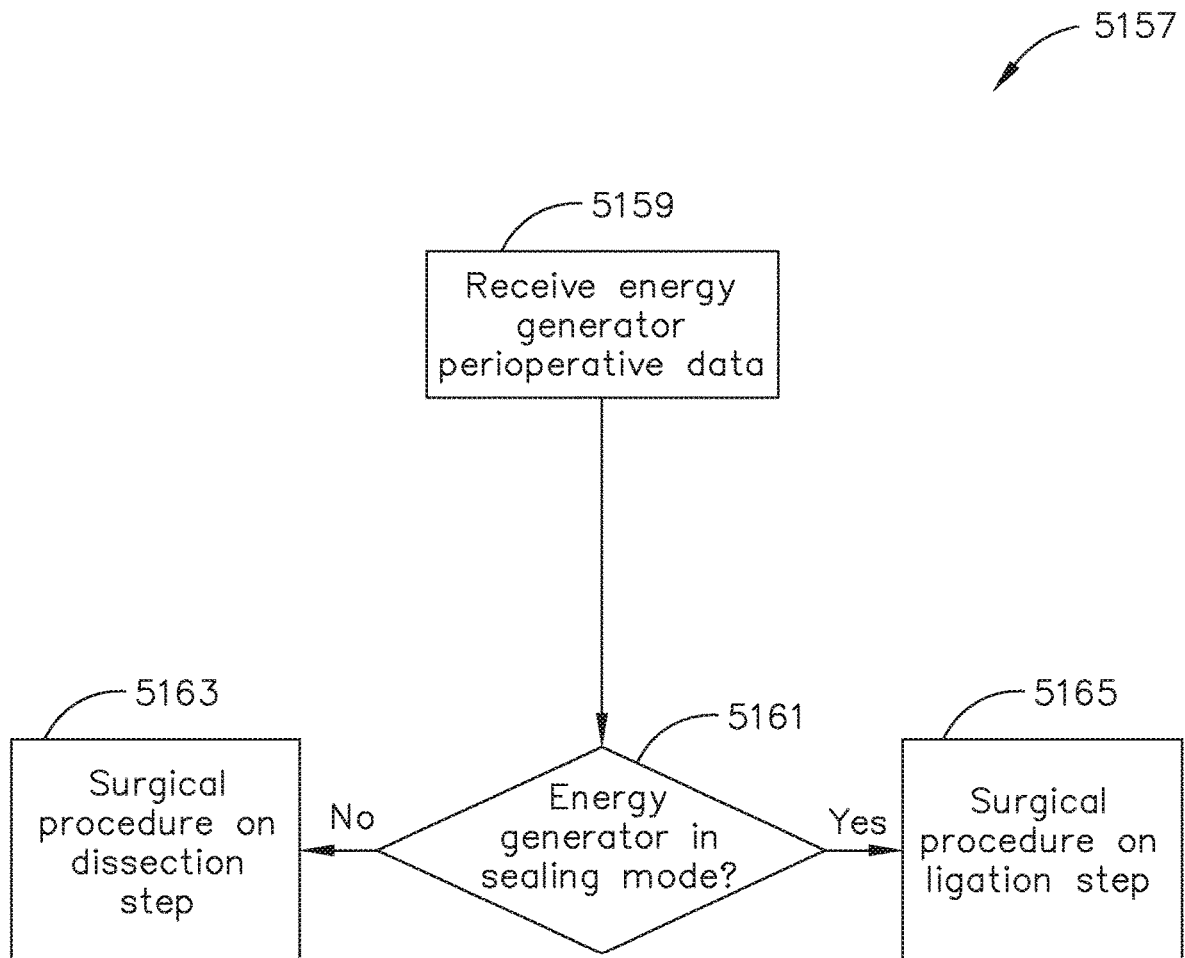 5157
5159
Receive energy
generator
perioperative data
5163
Surgical
procedure on
dissection
step
No
5161
Energy
generator in
sealing mode?
Yes
5165
Surgical
procedure on
ligation step